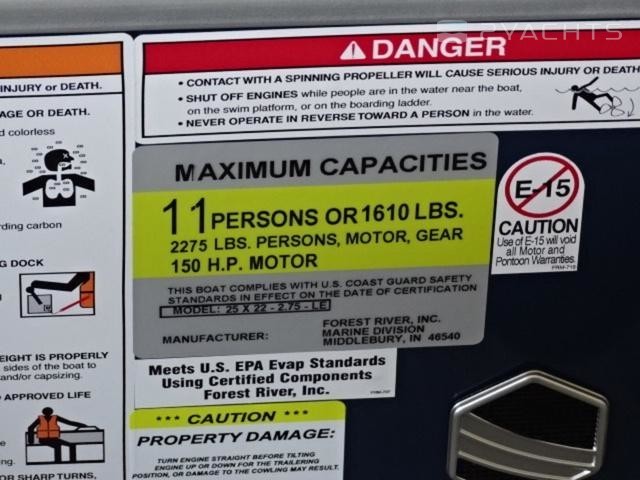 2YACHTS
DANGER
• CONTACT WITH A SPINNING PROPELLER WILL CAUSE SERIOUS INJURY OR DEATH.
• SHUT OFF ENGINES while people are in the water near the boat,
on the swim platform, or on the boarding ladder.
• NEVER OPERATE IN REVERSE TOWARD A PERSON in the water.
INJURY or DEATH.
AGE OR DEATH.
d colorless
rding carbon
G DOCK
EIGHT IS PROPERLY
sides of the boat to
and/or capsizing.
APPROVED LIFE
OR SHARP TURNS,
MAXIMUM CAPACITIES
11 PERSONS OR 1610 LBS.
2275 LBS. PERSONS, MOTOR, GEAR
150 H.P. MOTOR
THIS BOAT COMPLIES WITH U.S. COAST GUARD SAFETY
STANDARDS IN EFFECT ON THE DATE OF CERTIFICATION
MODEL: 25 X 22 - 2.75 - LE
MANUFACTURER:
FOREST RIVER, INC.
MARINE DIVISION
MIDDLEBURY, IN 46540
E-15
CAUTION
Use of E-15 will void
all Motor and
Pontoon Warranties.
FRM-718
Meets U.S. EPA Evap Standards
Using Certified Components
Forest River, Inc.
*** CAUTION ***
PROPERTY DAMAGE:
TURN ENGINE STRAIGHT BEFORE TILTING
ENGINE UP OR DOWN FOR THE TRAILERING
POSITION, OR DAMAGE TO THE COWLING MAY RESULT.